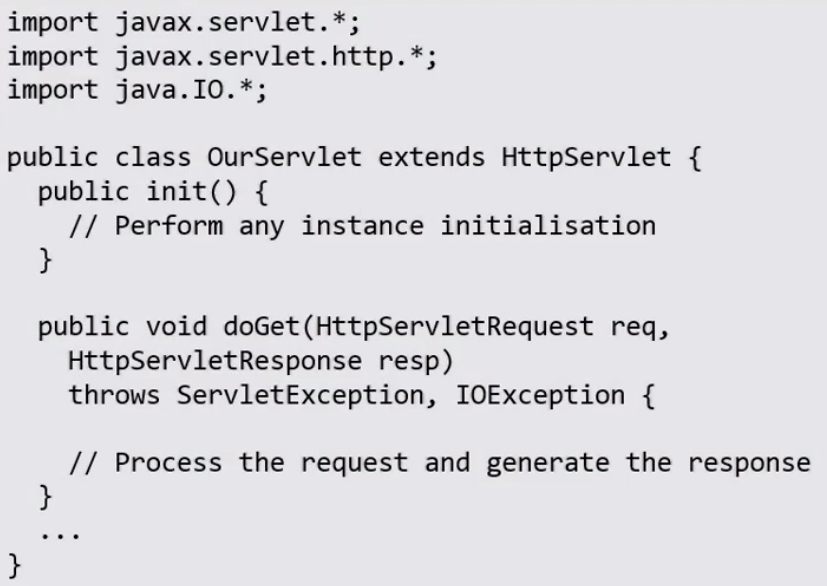 import javax.servlet.*;
import javax.servlet.http.*;
import java.IO.*;

public class OurServlet extends HttpServlet {
  public init() {
    // Perform any instance initialisation
  }

  public void doGet(HttpServletRequest req,
    HttpServletResponse resp)
    throws ServletException, IOException {

    // Process the request and generate the response
  }
  ...
}